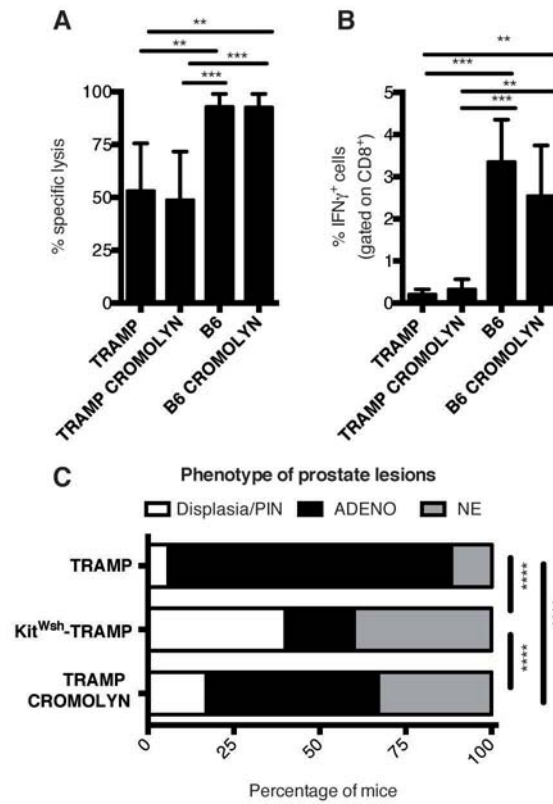 A
**
**
***
***
% specific lysis
100
75
50
25
0
TRAMP
TRAMP CROMOLYN
B6
B6 CROMOLYN
B
**
***
**
***
% IFNγ+ cells
(gated on CD8+)
5
4
3
2
1
0
TRAMP
TRAMP CROMOLYN
B6
B6 CROMOLYN
C
Phenotype of prostate lesions
Displasia/PIN ADENO NE
TRAMP
KitWsh-TRAMP
TRAMP
CROMOLYN
****
****
0 25 50 75 100
Percentage of mice